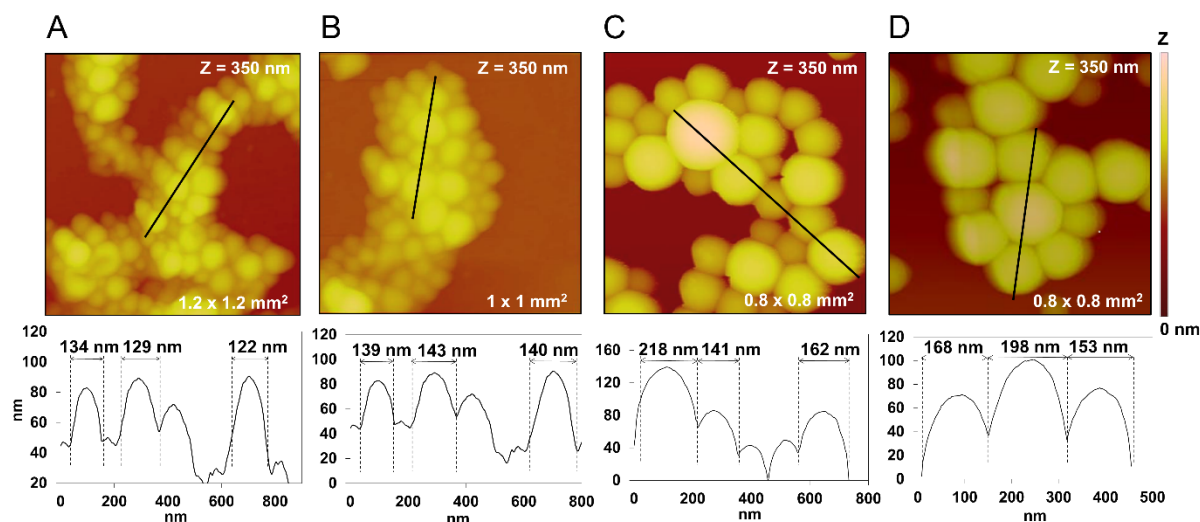 A
B
C
D
z
Z = 350 nm
Z = 350 nm
Z = 350 nm
Z = 350 nm
1.2 x 1.2 mm²
1 x 1 mm²
0.8 x 0.8 mm²
0.8 x 0.8 mm²
0 nm
120
100
80
60
40
20
nm
134 nm
129 nm
122 nm
0
200
400
600
800
nm
120
100
80
60
40
20
0
139 nm
143 nm
140 nm
0
200
400
600
800
nm
160
120
80
40
0
218 nm
141 nm
162 nm
0
200
400
600
800
nm
120
100
80
60
40
20
0
168 nm
198 nm
153 nm
0
100
200
300
400
500
nm